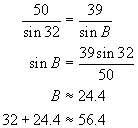 50/sin 32 = 39/sin B
sin B = 39 sin 32/50
B ≈ 24.4
32 + 24.4 ≈ 56.4